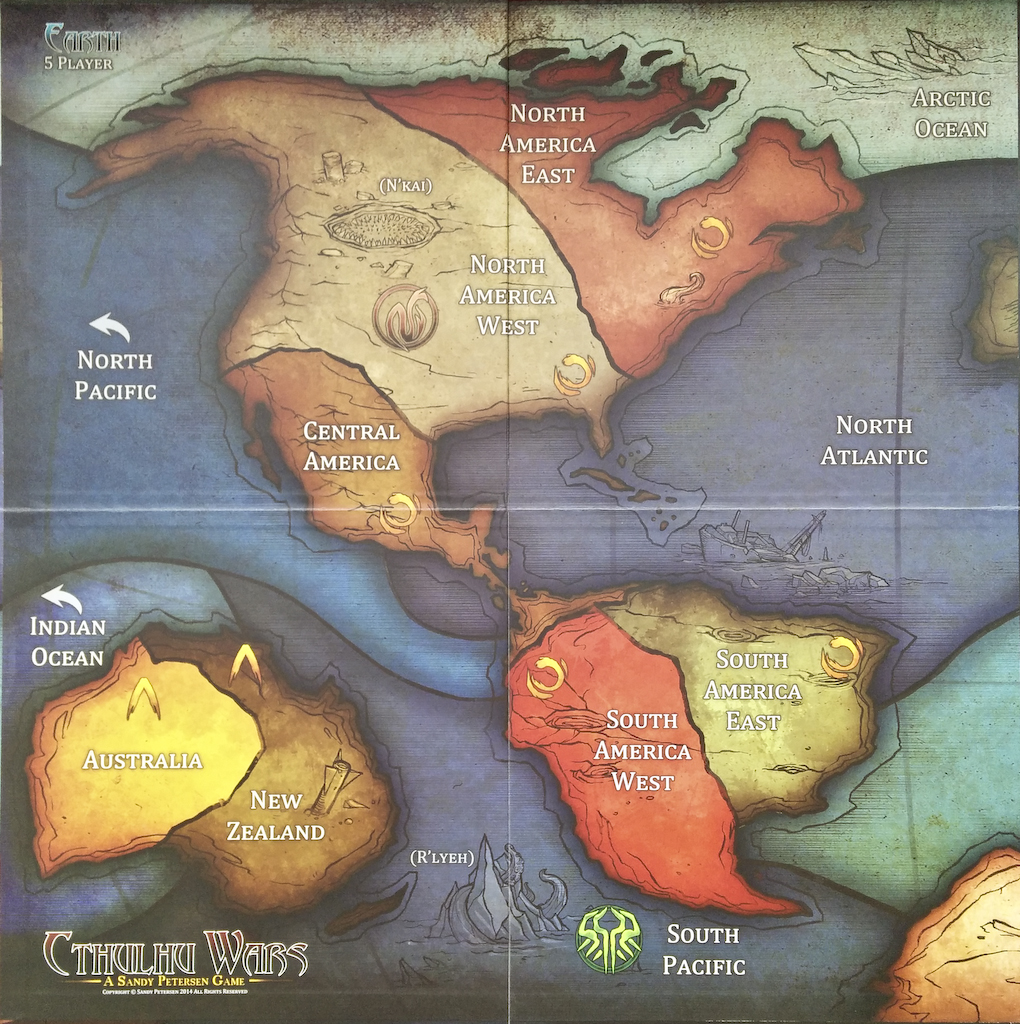 Earth
5 Player
Arctic
Ocean
North
America
East
(N'kai)
North
America
West
North
Pacific
Central
America
North
Atlantic
Indian
Ocean
South
America
East
South
America
West
Australia
New
Zealand
(R'lyeh)
South
Pacific
Cthulhu Wars
A Sandy Petersen Game
Copyright © Sandy Petersen 2014 All Rights Reserved